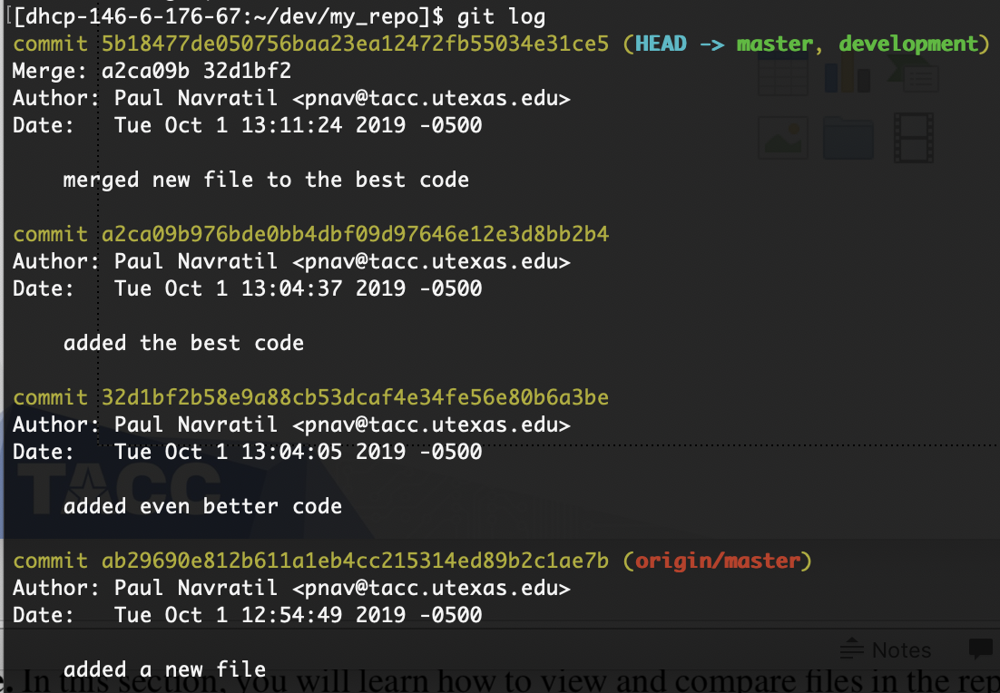 [dhcp-146-6-176-67:~/dev/my_repo]$ git log
commit 5b18477de050756baa23ea12472fb55034e31ce5 (HEAD -> master, development)
Merge: a2ca09b 32d1bf2
Author: Paul Navratil <pnav@tacc.utexas.edu>
Date:   Tue Oct 1 13:11:24 2019 -0500
merged new file to the best code
commit a2ca09b976bde0bb4dbf09d97646e12e3d8bb2b4
Author: Paul Navratil <pnav@tacc.utexas.edu>
Date:   Tue Oct 1 13:04:37 2019 -0500
added the best code
commit 32d1bf2b58e9a88cb53dcaf4e34fe56e80b6a3be
Author: Paul Navratil <pnav@tacc.utexas.edu>
Date:   Tue Oct 1 13:04:05 2019 -0500
TACC
added even better code
commit ab29690e812b611a1eb4cc215314ed89b2c1ae7b (origin/master)
Author: Paul Navratil <pnav@tacc.utexas.edu>
Date:   Tue Oct 1 12:54:49 2019 -0500
Notes
added a new file
e. In this section, you will learn how to view and compare files in the rep